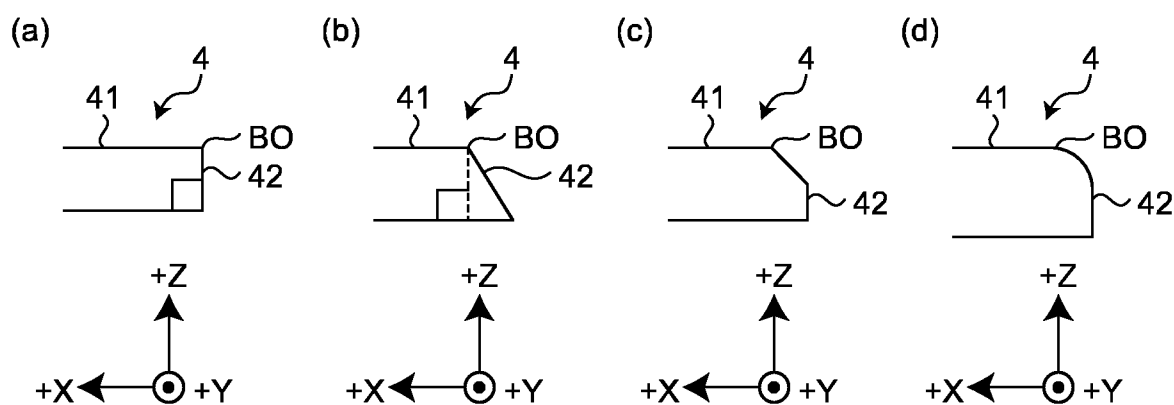 (a) (b) (c) (d)
4 4 4 4
41 BO 41 BO 41 BO 41 BO
42 42 42 42
+Z +Z +Z +Z
+X +Y +X +Y +X +Y +X +Y